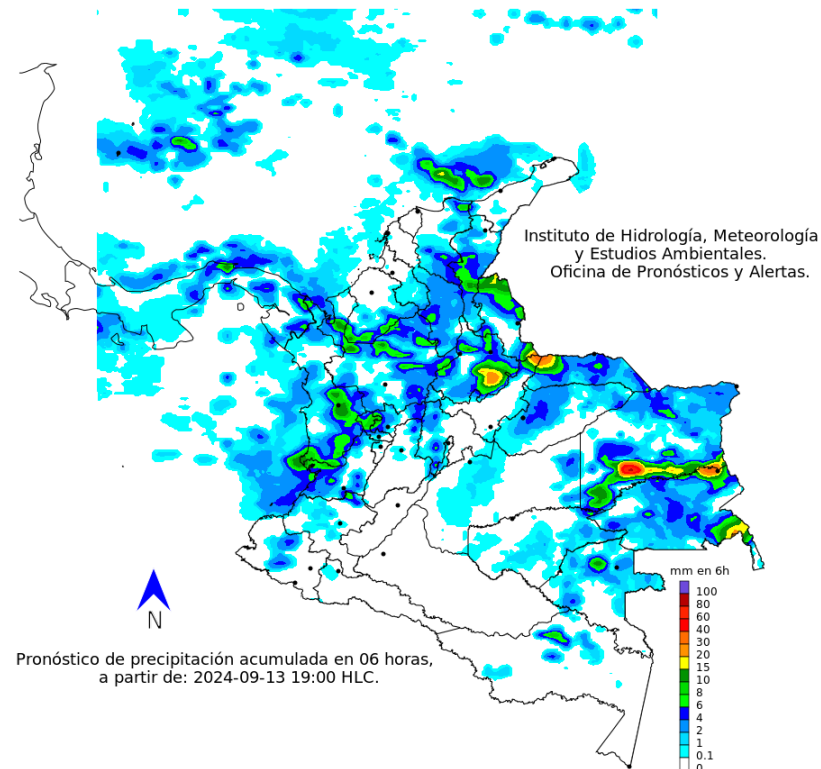 Instituto de Hidrología, Meteorología
y Estudios Ambientales.
Oficina de Pronósticos y Alertas.
mm en 6h
100
80
60
40
30
20
15
10
8
6
4
2
1
0.1
0
N
Pronóstico de precipitación acumulada en 06 horas,
a partir de: 2024-09-13 19:00 HLC.